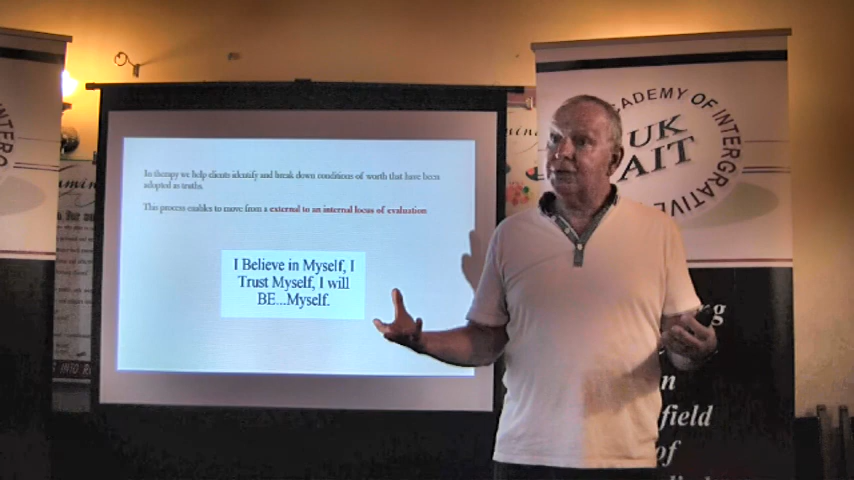 In therapy we help clients identify and break down conditions of worth that have been
adopted as truths.
This process enables to move from a external to an internal locus of evaluation
I Believe in Myself, I
Trust Myself, I will
BE...Myself.
CADEMY OF INTERGRATIVE
UK
AIT
field
of